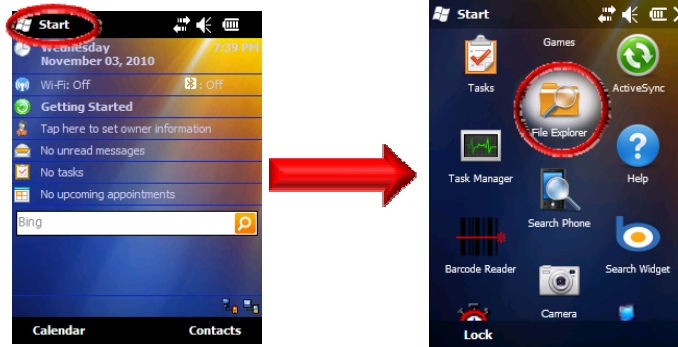 Start
Wednesday 2:39 PM
November 03, 2010
Wi-Fi: Off : Off
Getting Started
Tap here to set owner information
No unread messages
No tasks
No upcoming appointments
Bing
Calendar Contacts
Start
Games
Tasks ActiveSync
File Explorer
Task Manager Help
Search Phone
Barcode Reader Search Widget
Camera
Lock